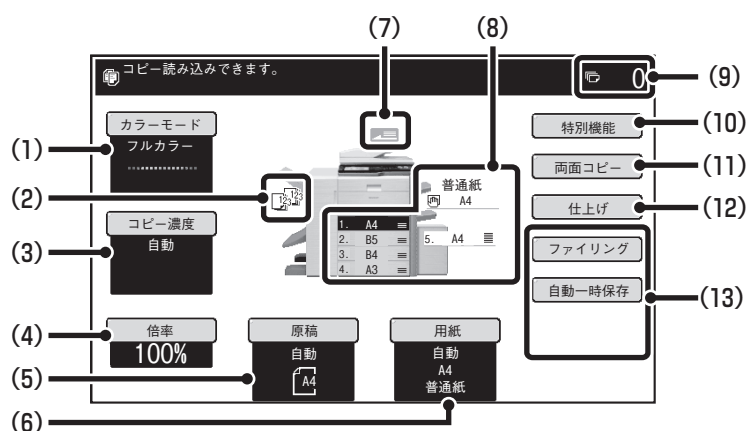 (7)
(8)
コピー読み込みできます。
0
(9)
カラーモード
フルカラー
(1)
特別機能
(10)
両面コピー
(11)
(2)
123
123
普通紙
A4
仕上げ
(12)
コピー濃度
自動
(3)
1. A4
2. B5
3. B4
4. A3
5. A4
ファイリング
自動一時保存
(13)
倍率
100%
(4)
原稿
自動
A4
(5)
用紙
自動
A4
普通紙
(6)